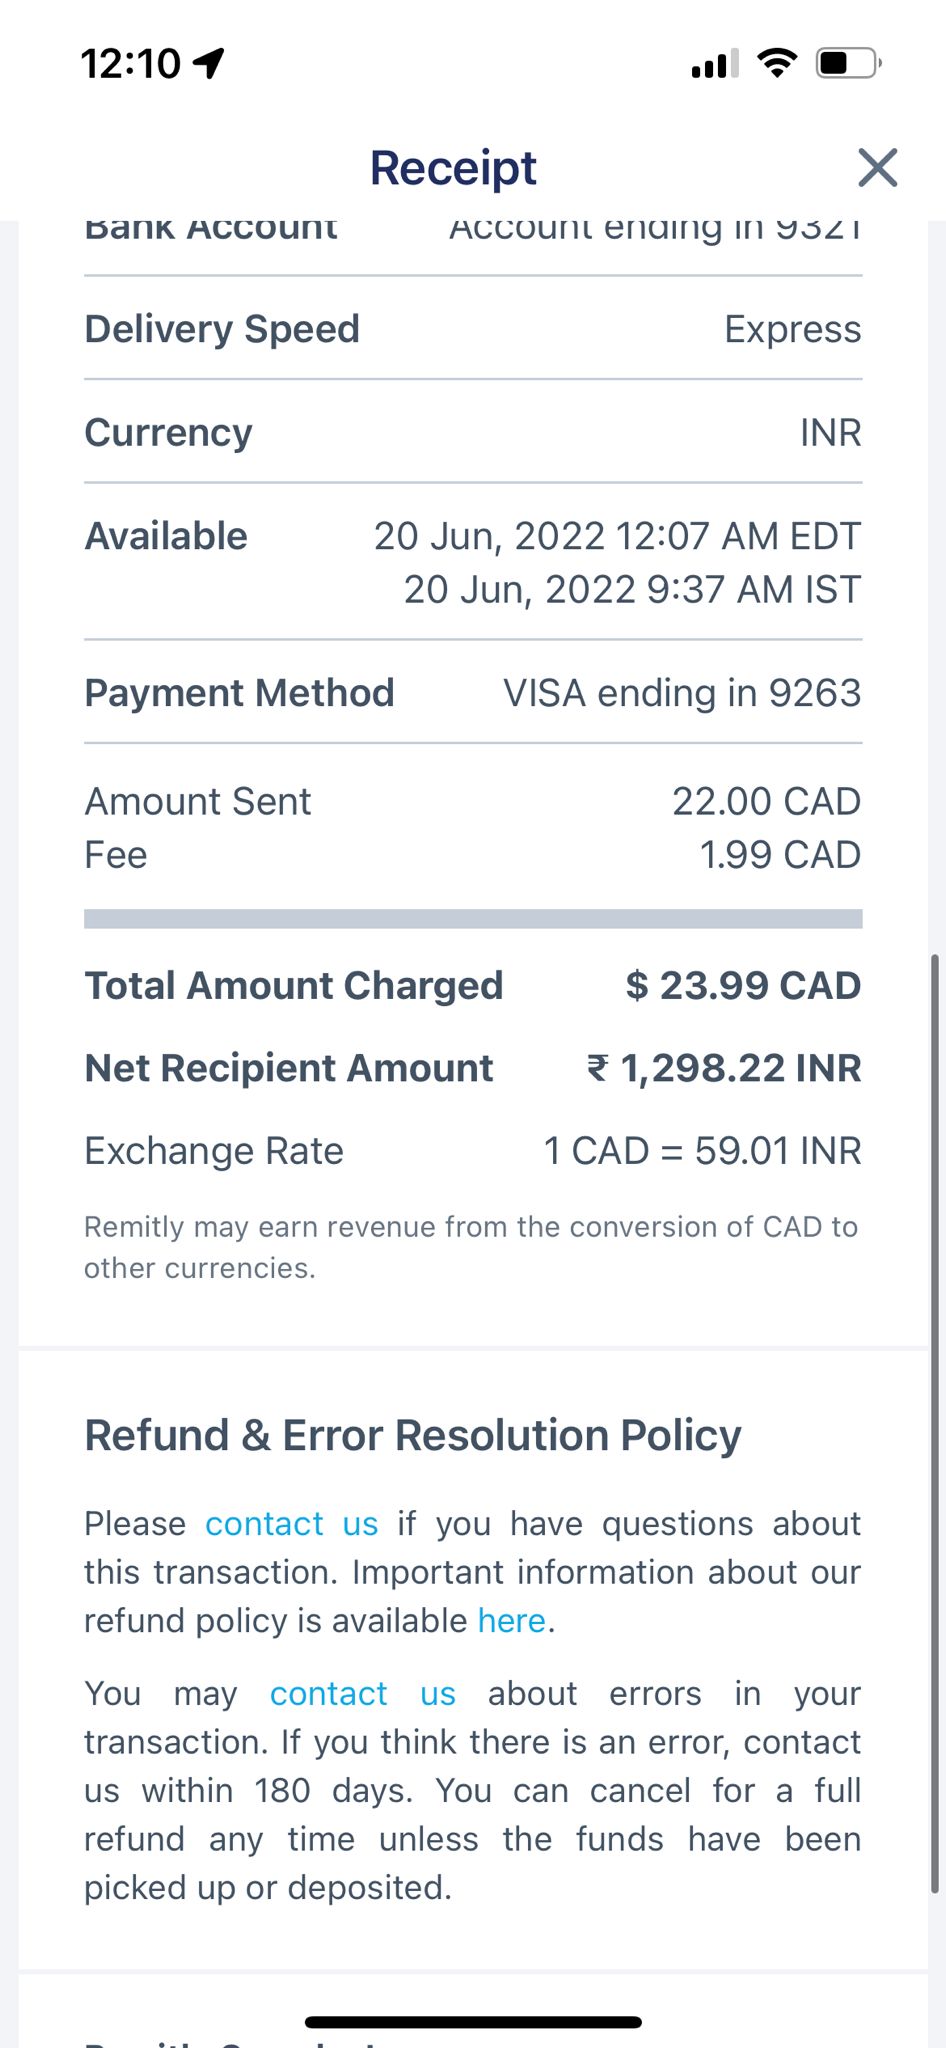 12:10
Receipt
Bank Account Account ending in 9321
Delivery Speed Express
Currency INR
Available 20 Jun, 2022 12:07 AM EDT
20 Jun, 2022 9:37 AM IST
Payment Method VISA ending in 9263
Amount Sent 22.00 CAD
Fee 1.99 CAD
Total Amount Charged $ 23.99 CAD
Net Recipient Amount ₹ 1,298.22 INR
Exchange Rate 1 CAD = 59.01 INR
Remitly may earn revenue from the conversion of CAD to
other currencies.
Refund & Error Resolution Policy
Please contact us if you have questions about
this transaction. Important information about our
refund policy is available here.
You may contact us about errors in your
transaction. If you think there is an error, contact
us within 180 days. You can cancel for a full
refund any time unless the funds have been
picked up or deposited.